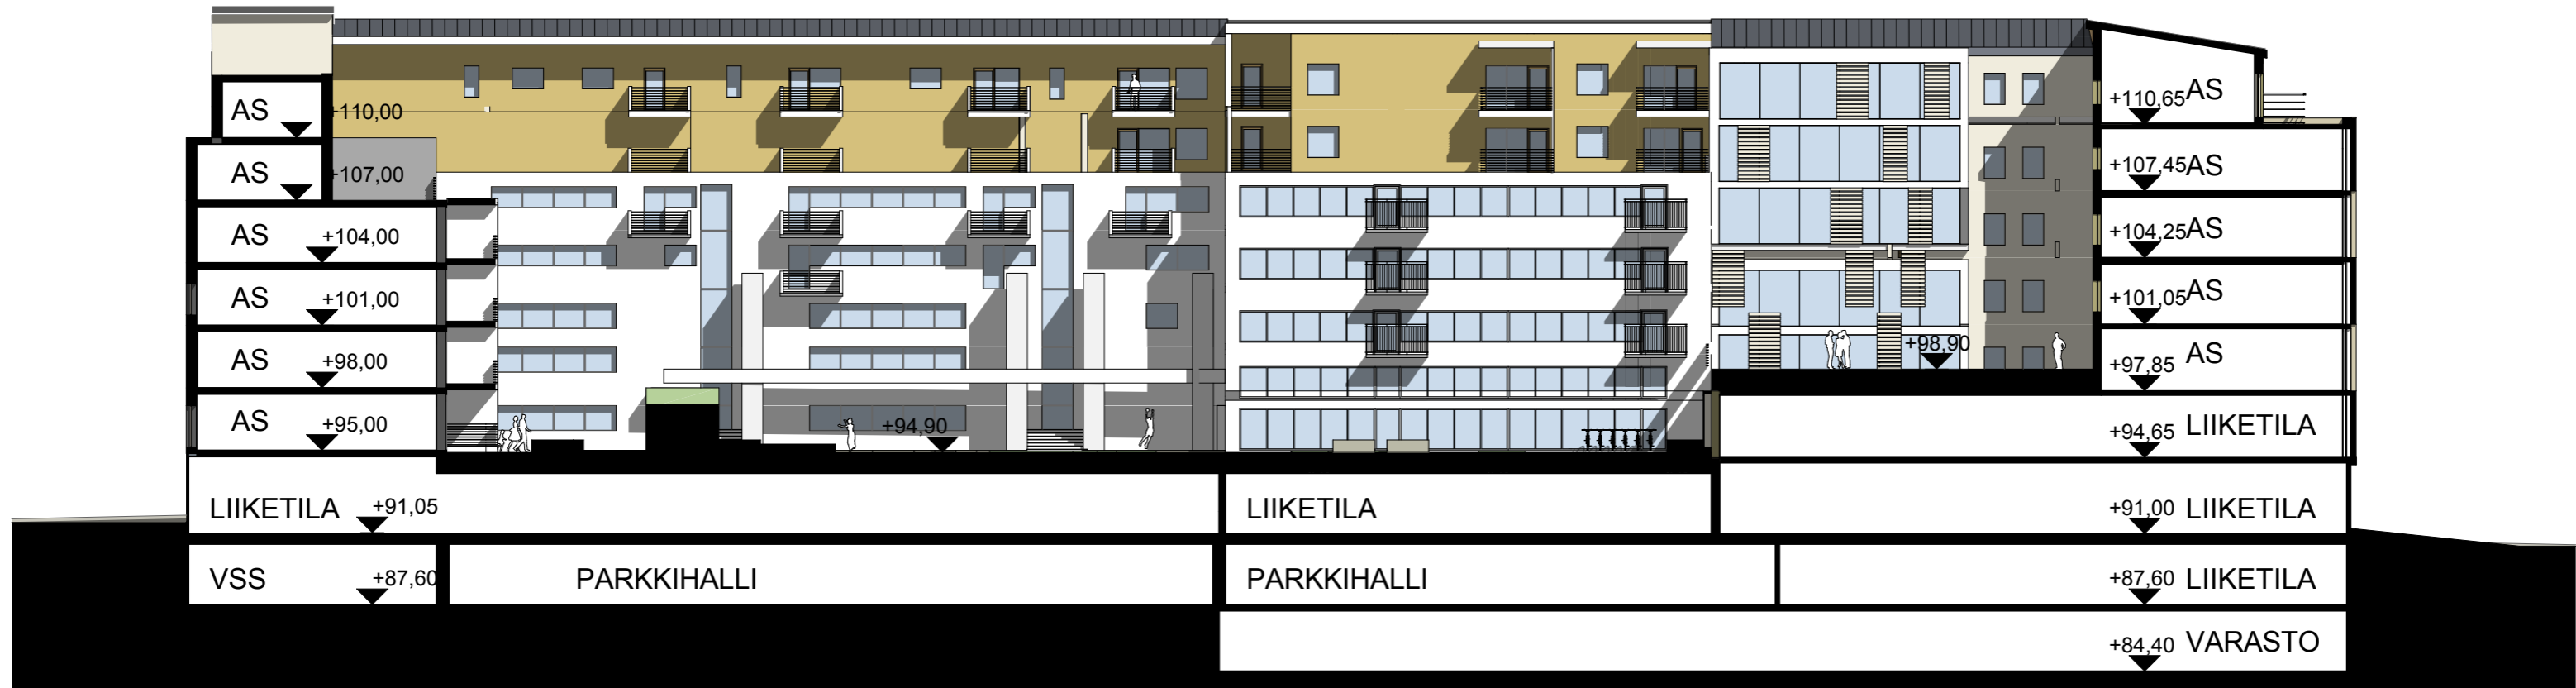 AS +110,00
+110,65 AS
AS +107,00
+107,45 AS
AS +104,00
+104,25 AS
AS +101,00
+101,05 AS
+98,90
AS +98,00
+97,85 AS
AS +95,00
+94,90
+94,65 LIIKETILA
LIIKETILA +91,05
LIIKETILA
+91,00 LIIKETILA
VSS +87,60
PARKKIHALLI
PARKKIHALLI
+87,60 LIIKETILA
+84,40 VARASTO